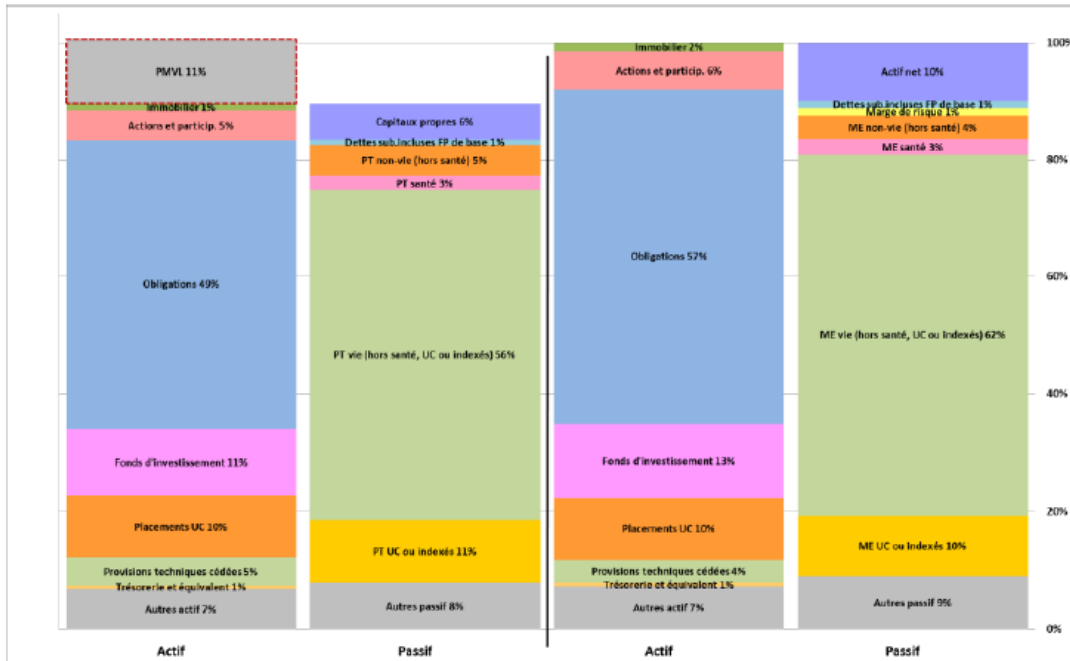 PMVL 11%
Immobilier 1%
Actions et particip. 5%
Obligations 49%
Fonds d'investissement 11%
Placements UC 10%
Provisions techniques cédées 5%
Trésorerie et équivalent 1%
Autres actif 7%
Actif
Capitaux propres 6%
Dettes sub.incluses FP de base 1%
PT non-vie (hors santé) 5%
PT santé 3%
PT vie (hors santé, UC ou indexés) 56%
PT UC ou indexés 11%
Autres passif 8%
Passif
Immobilier 2%
Actions et particip. 6%
Obligations 57%
Fonds d'investissement 13%
Placements UC 10%
Provisions techniques cédées 4%
Trésorerie et équivalent 1%
Autres actif 7%
Actif
Actif net 10%
Dettes sub.incluses FP de base 1%
Marge de risque 1%
ME non-vie (hors santé) 4%
ME santé 3%
ME vie (hors santé, UC ou indexés) 62%
ME UC ou Indexés 10%
Autres passif 9%
Passif
100%
80%
60%
40%
20%
0%